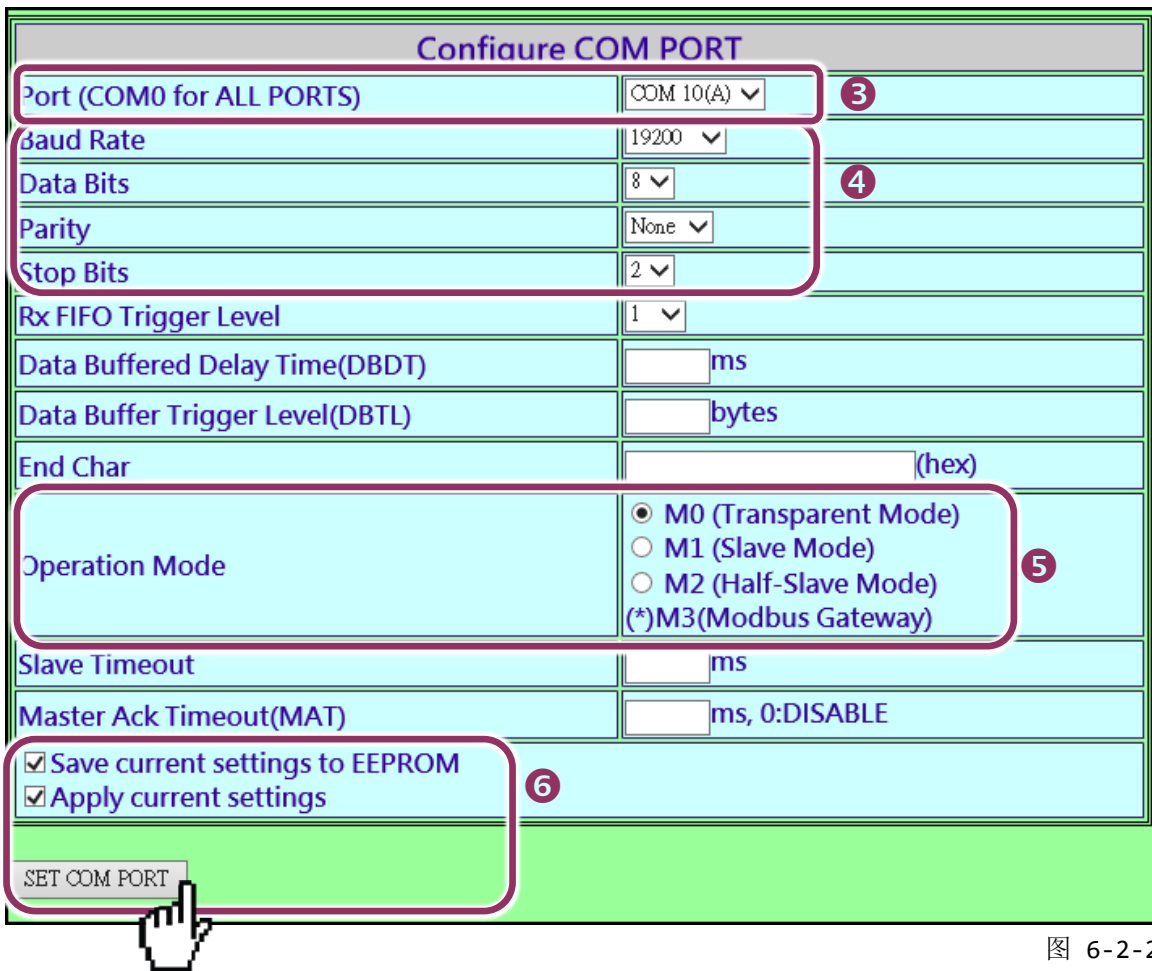 Configure COM PORT
Port (COM0 for ALL PORTS) COM 10(A) ❸
Baud Rate 19200
Data Bits 8 ❹
Parity None
Stop Bits 2
Rx FIFO Trigger Level 1
Data Buffered Delay Time(DBDT) ms
Data Buffer Trigger Level(DBTL) bytes
End Char (hex)
Operation Mode
M0 (Transparent Mode)
M1 (Slave Mode)
M2 (Half-Slave Mode)
(*)M3(Modbus Gateway)
❺
Slave Timeout ms
Master Ack Timeout(MAT) ms, 0:DISABLE
Save current settings to EEPROM
Apply current settings
❻
SET COM PORT
图 6-2-2